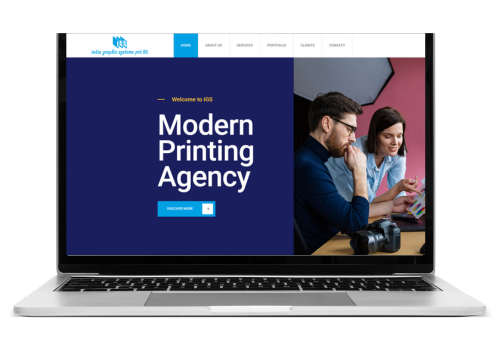 IGS
india graphic systems pvt ltd.
HOME ABOUT US SERVICES PORTFOLIO CLIENTS CONTACT
Welcome to IGS
Modern
Printing
Agency
DISCOVER MORE